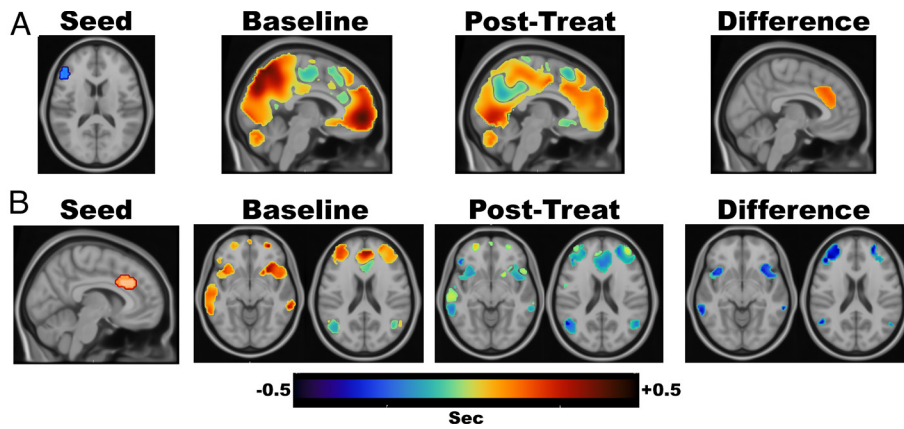 A
Seed
Baseline
Post-Treat
Difference
B
Seed
Baseline
Post-Treat
Difference
-0.5
+0.5
Sec